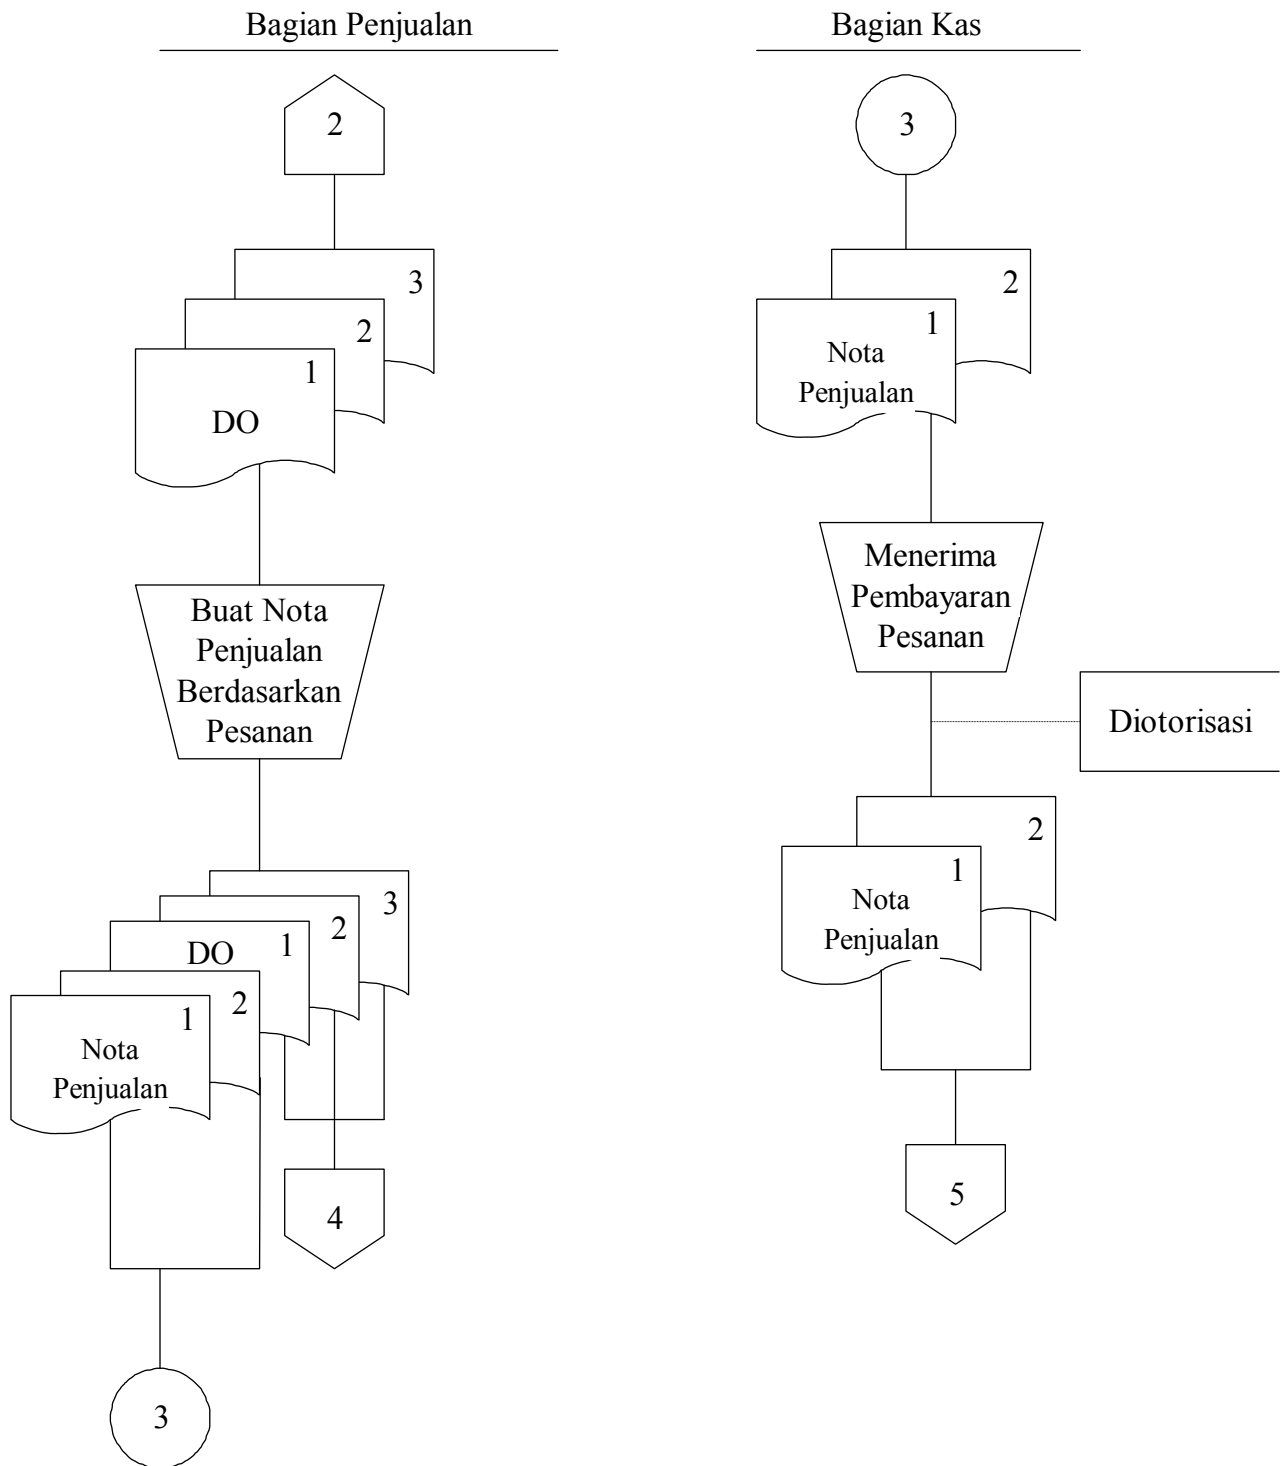 Bagian Penjualan
2
3
2
1
DO
Buat Nota
Penjualan
Berdasarkan
Pesanan
3
2
1
DO
2
1
Nota
Penjualan
4
3
Bagian Kas
3
2
1
Nota
Penjualan
Menerima
Pembayaran
Pesanan
Diotorisasi
2
1
Nota
Penjualan
5